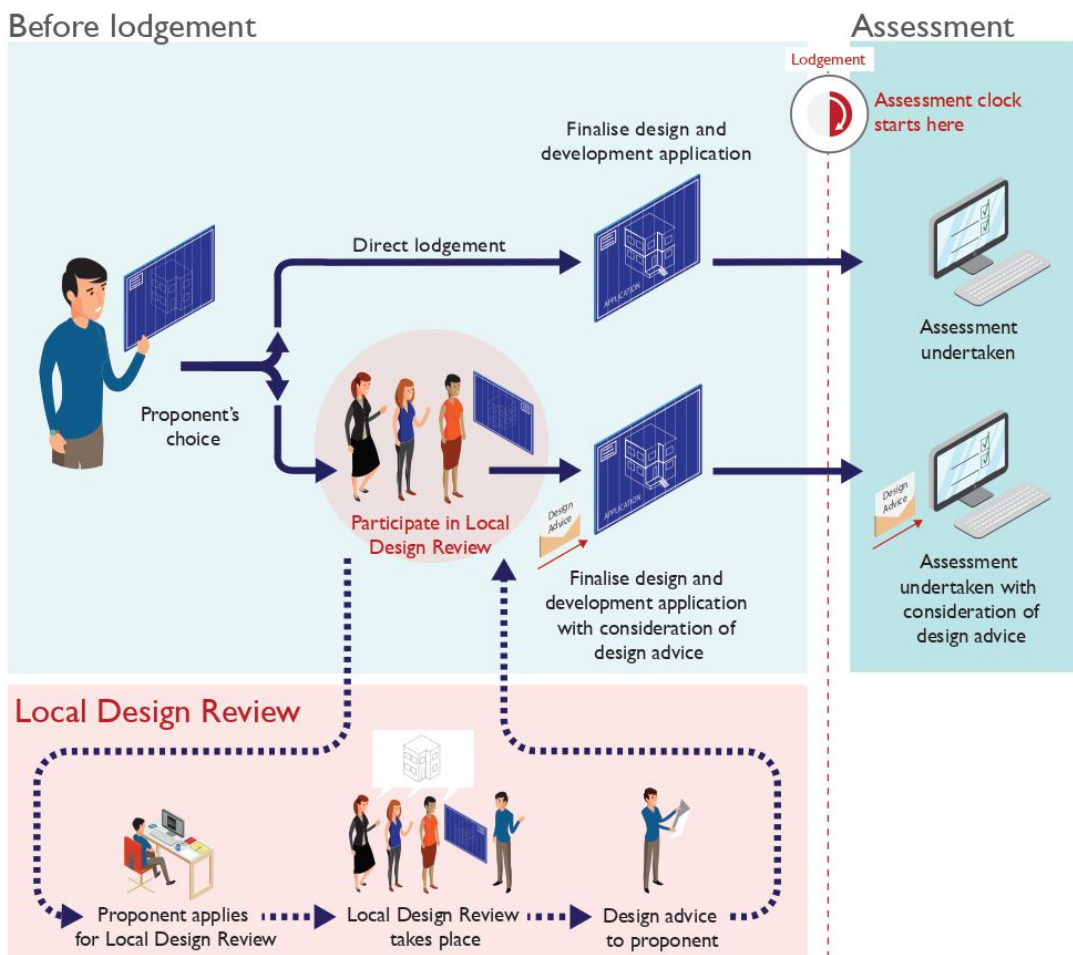 Before lodgement
Assessment
Lodgement
Assessment clock
starts here
Finalise design and
development application
Direct lodgement
APPLICATION
Assessment
undertaken
Proponent's
choice
Participate in Local
Design Review
APPLICATION
Design
Advice
Finalise design and
development application
with consideration of
design advice
Design
Advice
Assessment
undertaken with
consideration of
design advice
Local Design Review
Proponent applies
for Local Design Review
Local Design Review
takes place
Design advice
to proponent